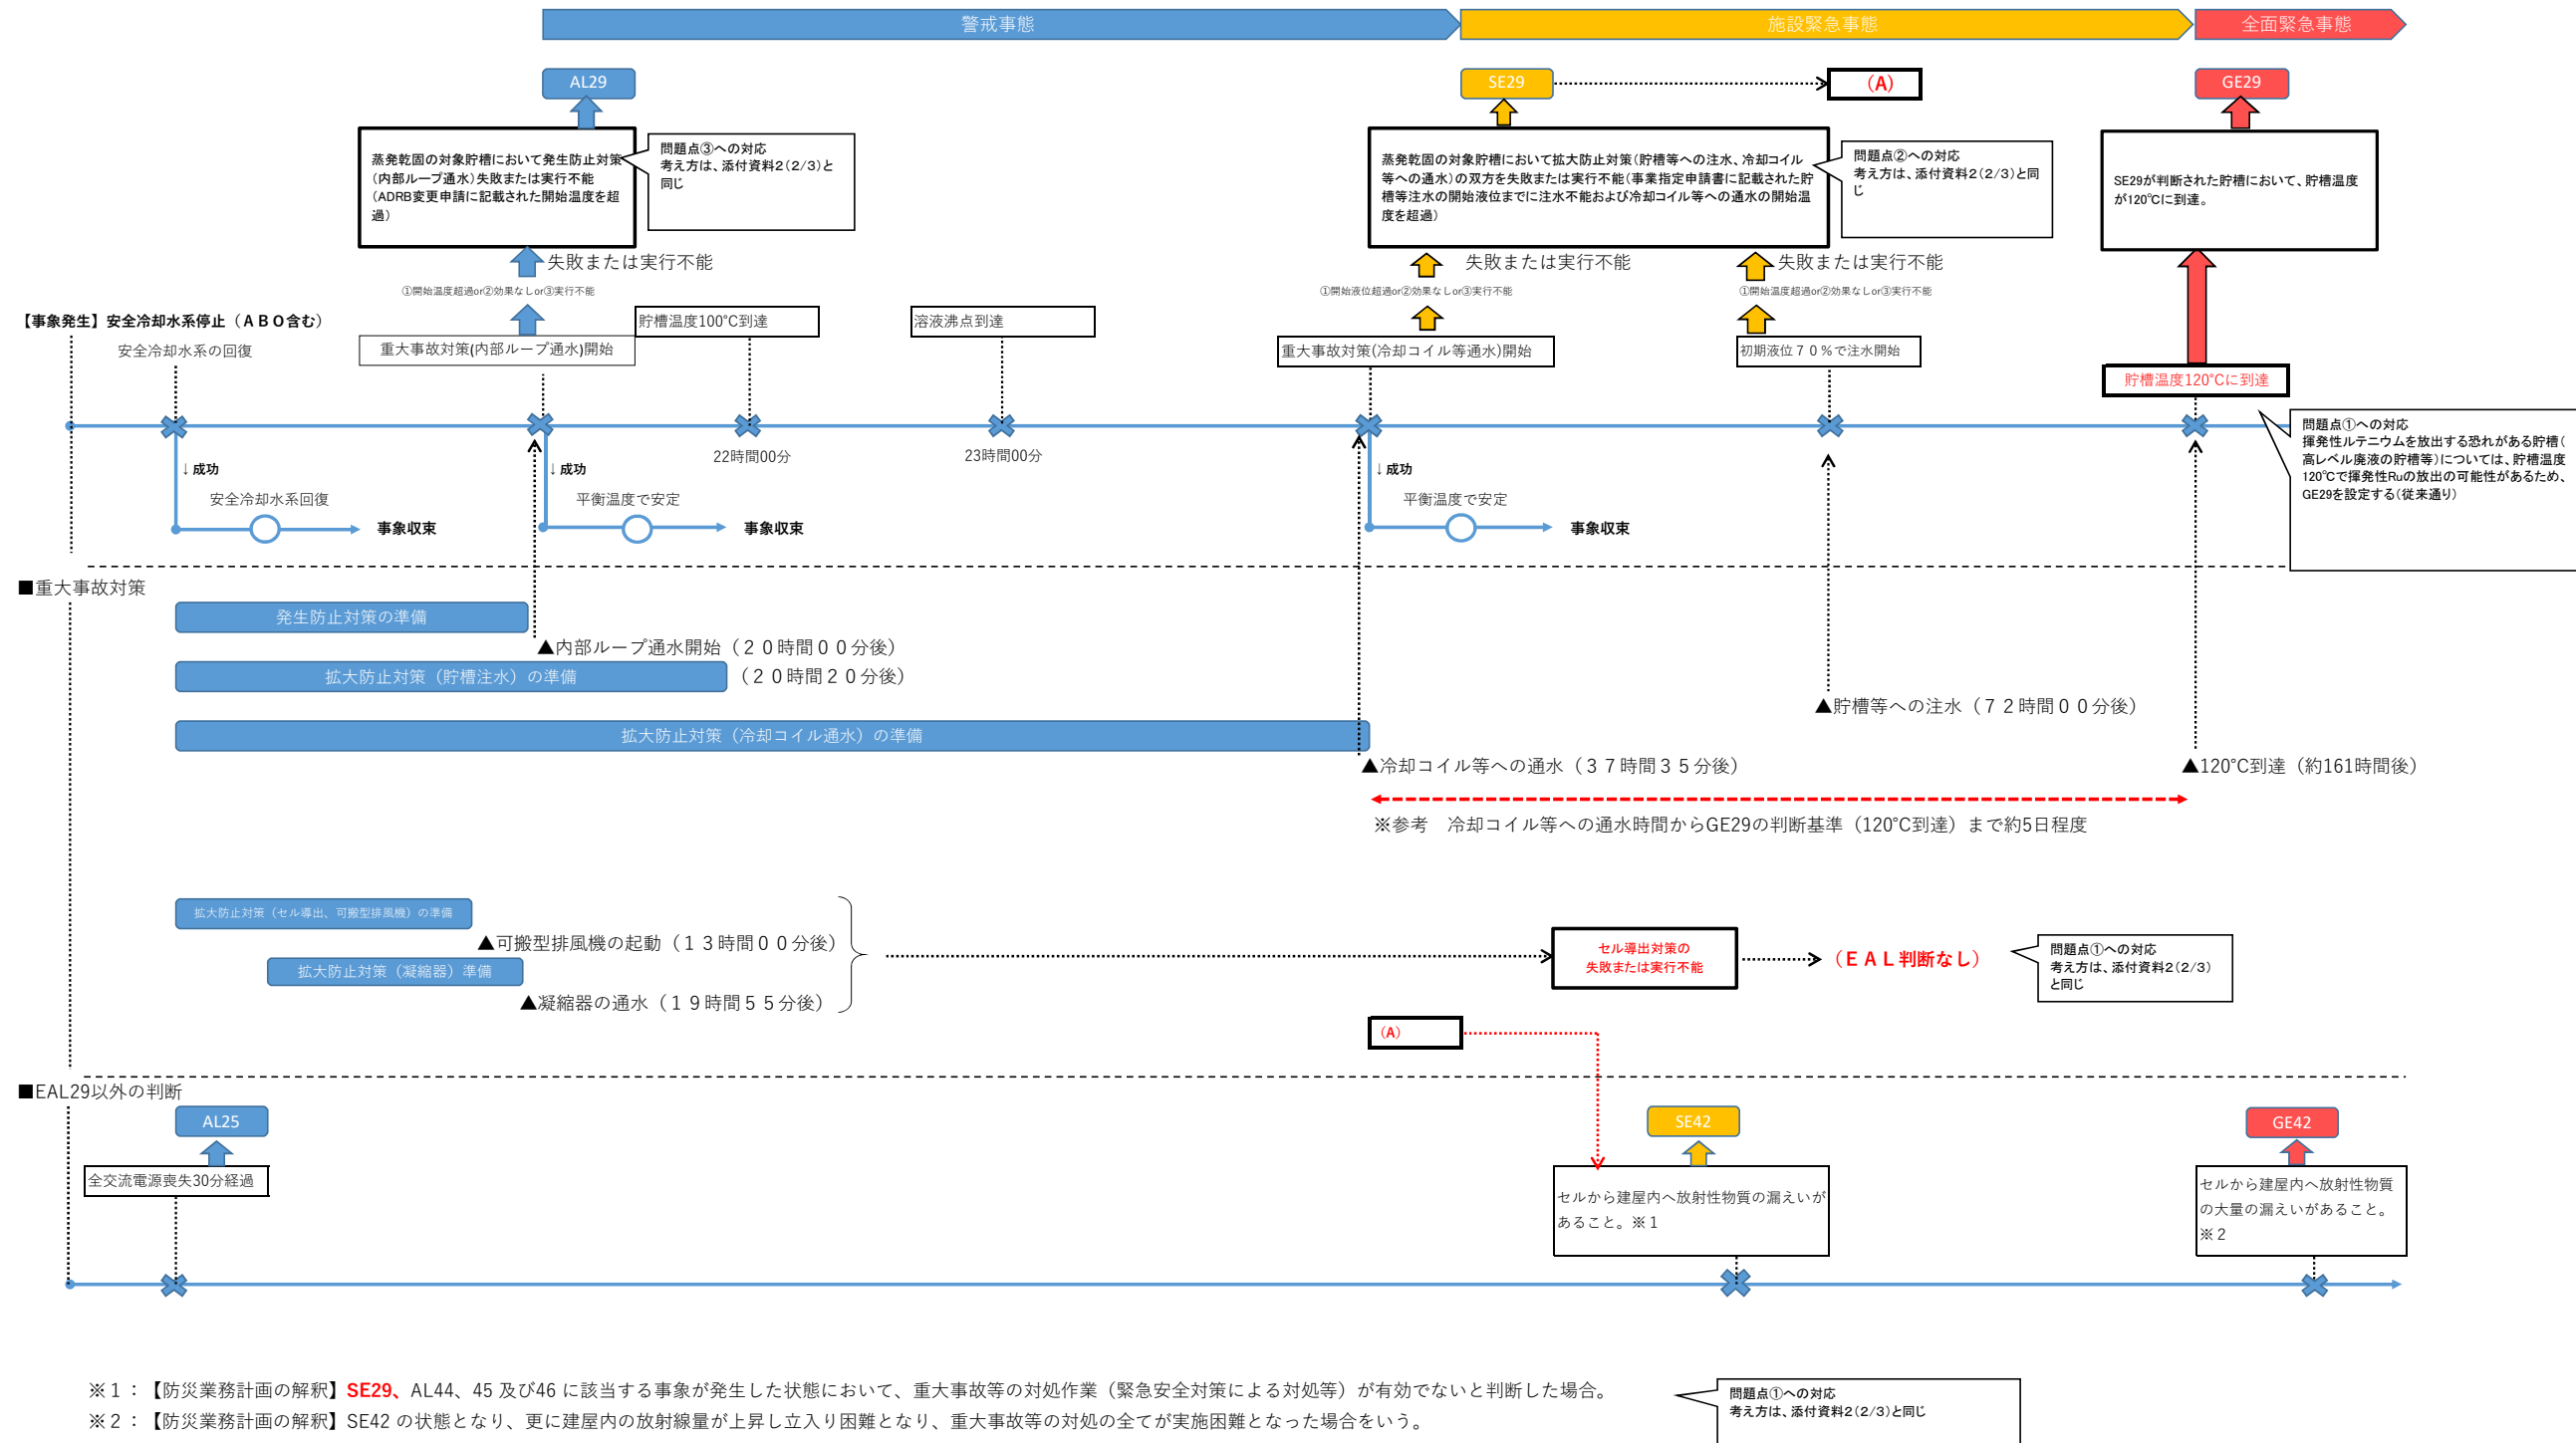 警戒事態
施設緊急事態
全面緊急事態
AL29
SE29
（A）
GE29
蒸発乾固の対象貯槽において発生防止対策
（内部ループ通水）失敗または実行不能
（ADRB変更申請に記載された開始温度を超
過）
問題点③への対応
考え方は、添付資料２（2/3）と
同じ
蒸発乾固の対象貯槽において拡大防止対策（貯槽等への注水、冷却コイル
等への通水）の双方を失敗または実行不能（事業指定申請書に記載された貯
槽等注水の開始液位までに注水不能および冷却コイル等への通水の開始温
度を超過）
問題点②への対応
考え方は、添付資料２（2/3）と同
じ
SE29が判断された貯槽において、貯槽温度
が120℃に到達。
失敗または実行不能
失敗または実行不能
失敗または実行不能
①開始温度超過or②効果なしor③実行不能
①開始液位超過or②効果なしor③実行不能
①開始温度超過or②効果なしor③実行不能
【事象発生】安全冷却水系停止（ＡＢＯ含む）
安全冷却水系の回復
重大事故対策(内部ループ通水)開始
貯槽温度100℃到達
溶液沸点到達
重大事故対策(冷却コイル等通水)開始
初期液位７０％で注水開始
貯槽温度120℃に到達
22時間00分
23時間00分
問題点①への対応
揮発性ルテニウムを放出する恐れがある貯槽（
高レベル廃液の貯槽等）については、貯槽温度
120℃で揮発性Ruの放出の可能性があるため、
GE29を設定する（従来通り）
↓成功
安全冷却水系回復
事象収束
↓成功
平衡温度で安定
事象収束
↓成功
平衡温度で安定
事象収束
■重大事故対策
発生防止対策の準備
▲内部ループ通水開始（２０時間００分後）
拡大防止対策（貯槽注水）の準備
（２０時間２０分後）
▲貯槽等への注水（７２時間００分後）
拡大防止対策（冷却コイル通水）の準備
▲冷却コイル等への通水（３７時間３５分後）
▲120℃到達（約161時間後）
※参考　冷却コイル等への通水時間からGE29の判断基準（120℃到達）まで約5日程度
拡大防止対策（セル導出、可搬型排風機）の準備
▲可搬型排風機の起動（１３時間００分後）
拡大防止対策（凝縮器）準備
▲凝縮器の通水（１９時間５５分後）
セル導出対策の
失敗または実行不能
（ＥＡＬ判断なし）
問題点①への対応
考え方は、添付資料２（2/3）
と同じ
（A）
■EAL29以外の判断
AL25
SE42
GE42
全交流電源喪失30分経過
セルから建屋内へ放射性物質の漏えいが
あること。※１
セルから建屋内へ放射性物質
の大量の漏えいがあること。
※２
※１：【防災業務計画の解釈】SE29、AL44、45 及び46 に該当する事象が発生した状態において、重大事故等の対処作業（緊急安全対策による対処等）が有効でないと判断した場合。
※２：【防災業務計画の解釈】SE42 の状態となり、更に建屋内の放射線量が上昇し立入り困難となり、重大事故等の対処の全てが実施困難となった場合をいう。
問題点①への対応
考え方は、添付資料２（2/3）と同じ